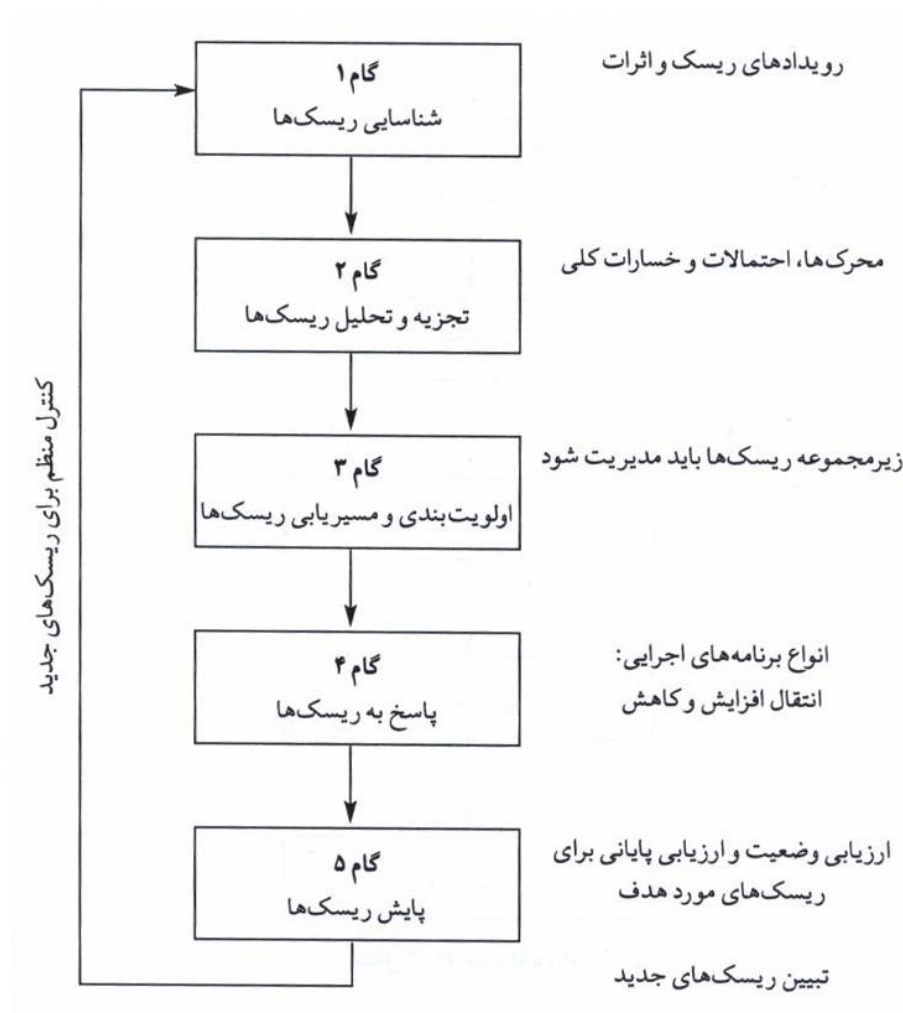 گام ۱
شناسایی ریسک‌ها
رویدادهای ریسک و اثرات
گام ۲
تجزیه و تحلیل ریسک‌ها
محرک‌ها، احتمالات و خسارات کلی
گام ۳
اولویت‌بندی و مسیریابی ریسک‌ها
زیرمجموعه ریسک‌ها باید مدیریت شود
گام ۴
پاسخ به ریسک‌ها
انواع برنامه‌های اجرایی:
انتقال افزایش و کاهش
گام ۵
پایش ریسک‌ها
ارزیابی وضعیت و ارزیابی پایانی برای
ریسک‌های مورد هدف
تبیین ریسک‌های جدید
کنترل منظم برای ریسک‌های جدید